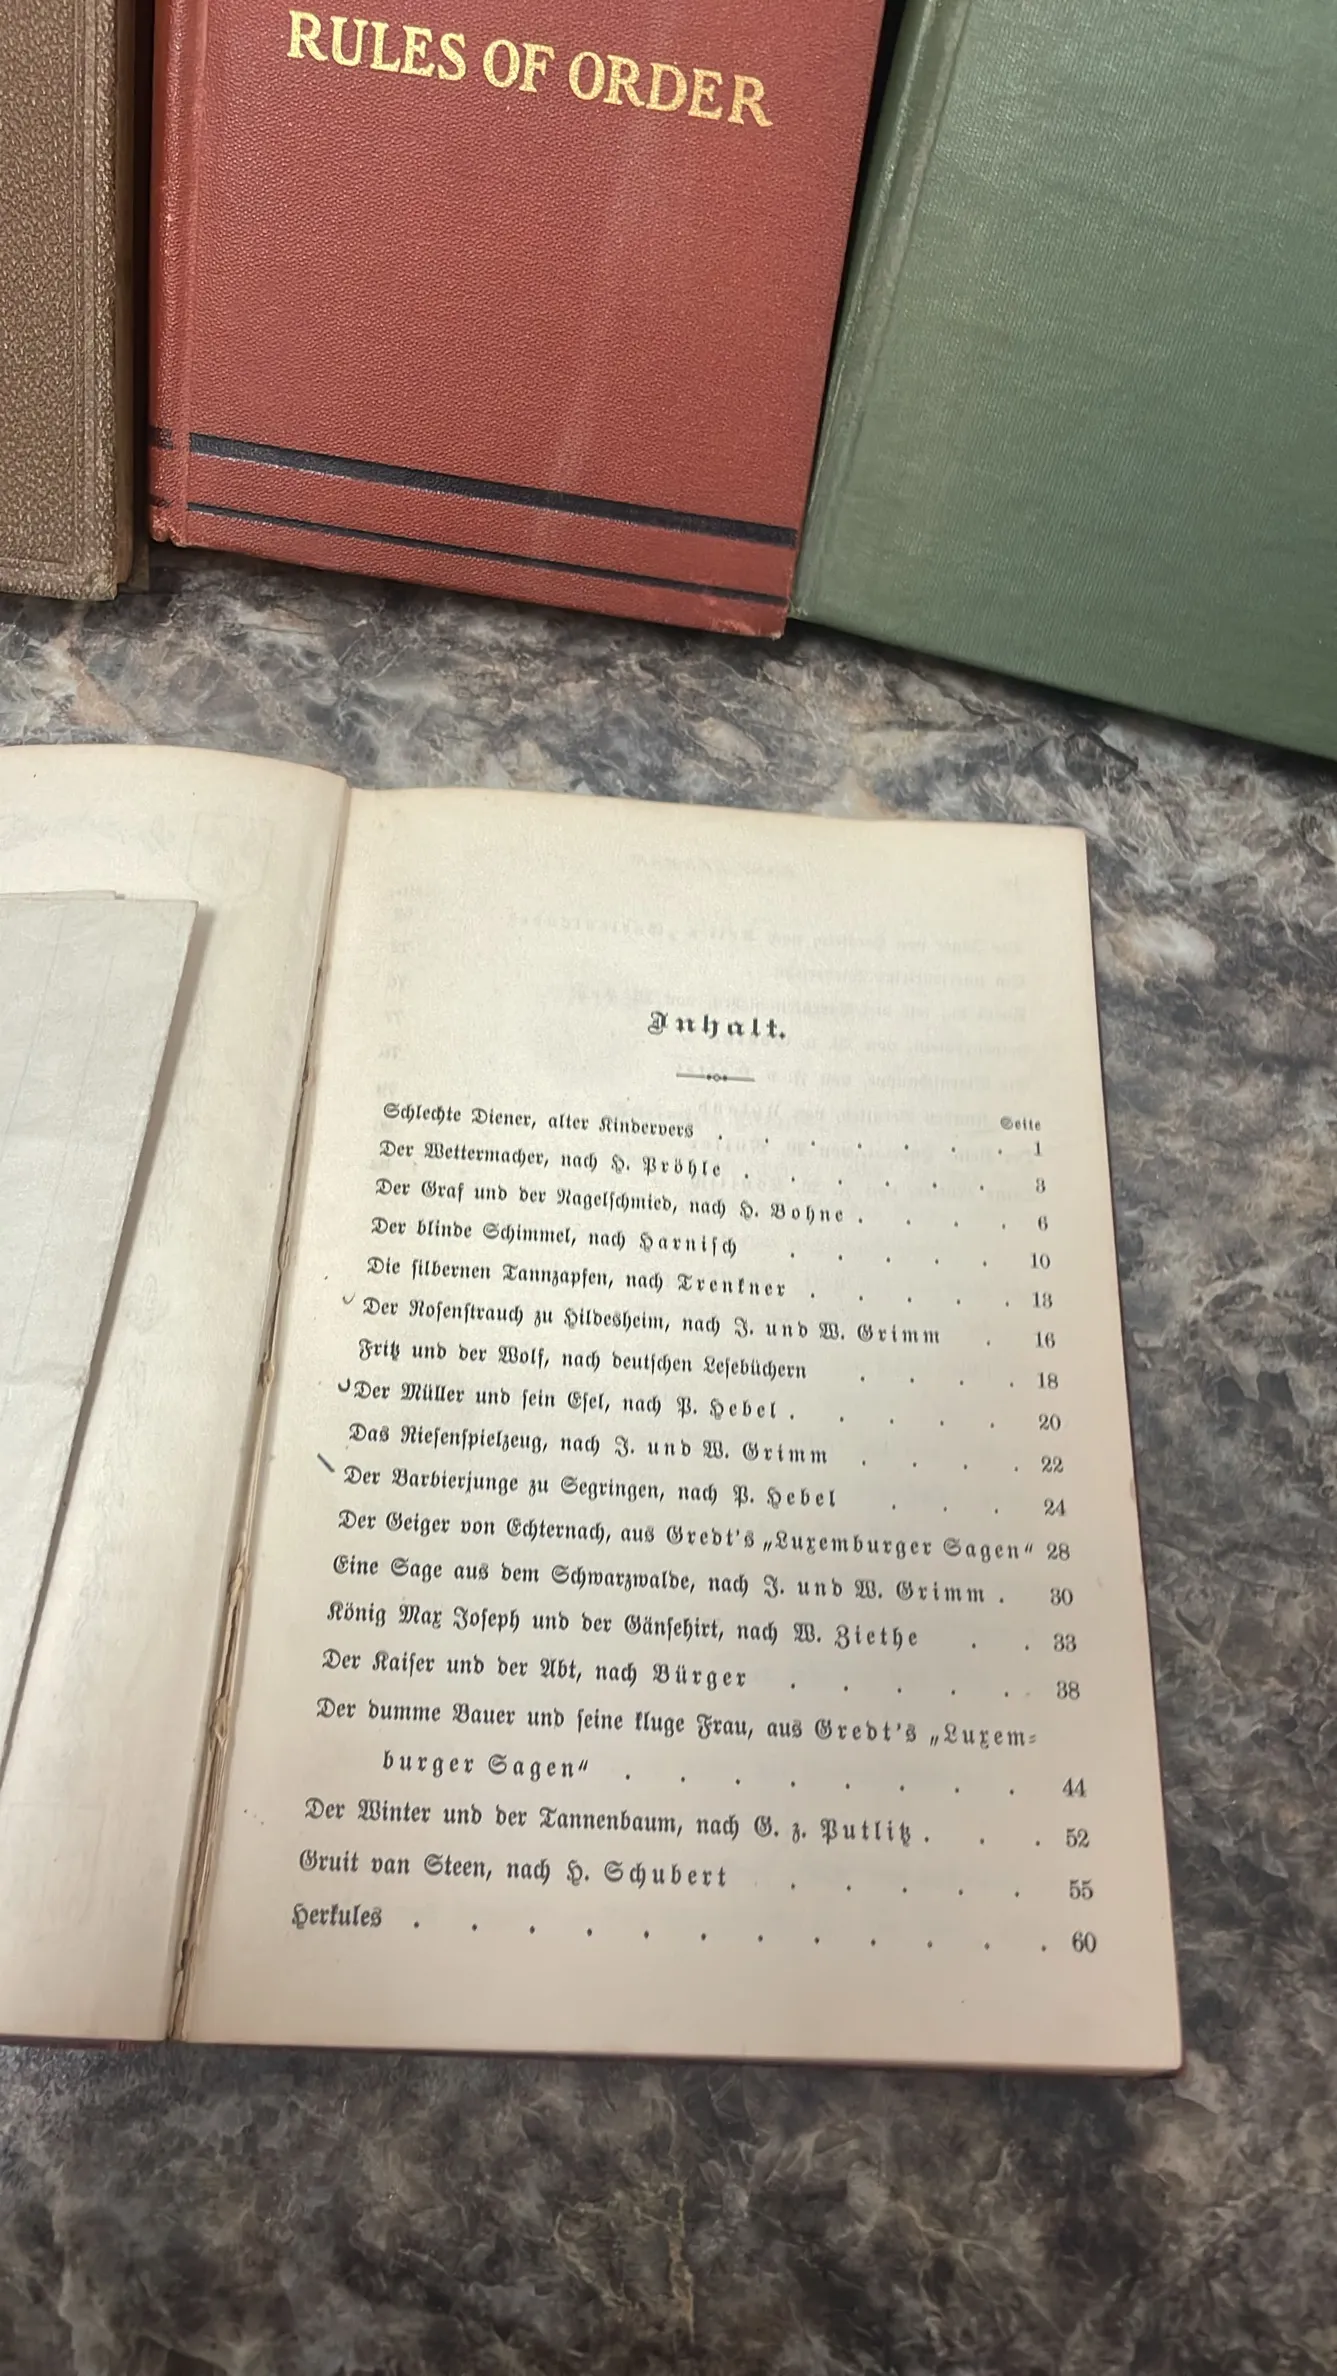 RULES OF ORDER
Inhalt.
Seite
Schlechte Diener, alter Kindervers . . . . . . . 1
Der Wettermacher, nach H. Pröhle . . . . . . 3
Der Graf und der Nagelſchmied, nach H. Bohne . . . . 6
Der blinde Schimmel, nach Harniſch . . . . . 10
Die ſilbernen Tannzapfen, nach Trenkner . . . . . 13
Der Roſenſtrauch zu Hildesheim, nach J. und W. Grimm . 16
Fritz und der Wolf, nach deutſchen Leſebüchern . . . . 18
Der Müller und ſein Eſel, nach P. Hebel . . . . . 20
Das Rieſenſpielzeug, nach J. und W. Grimm . . . . 22
Der Barbierjunge zu Segringen, nach P. Hebel . . . 24
Der Geiger von Echternach, aus Gredt's „Luxemburger Sagen“ 28
Eine Sage aus dem Schwarzwalde, nach J. und W. Grimm . 30
König Max Joſeph und der Gänſehirt, nach W. Ziethe . . 33
Der Kaiſer und der Abt, nach Bürger . . . . . 38
Der dumme Bauer und ſeine kluge Frau, aus Gredt's „Luxem-
burger Sagen“ . . . . . . . . 44
Der Winter und der Tannenbaum, nach G. z. Putlitz . . . 52
Gruit van Steen, nach H. Schubert . . . . . 55
Herkules . . . . . . . . . . . . 60